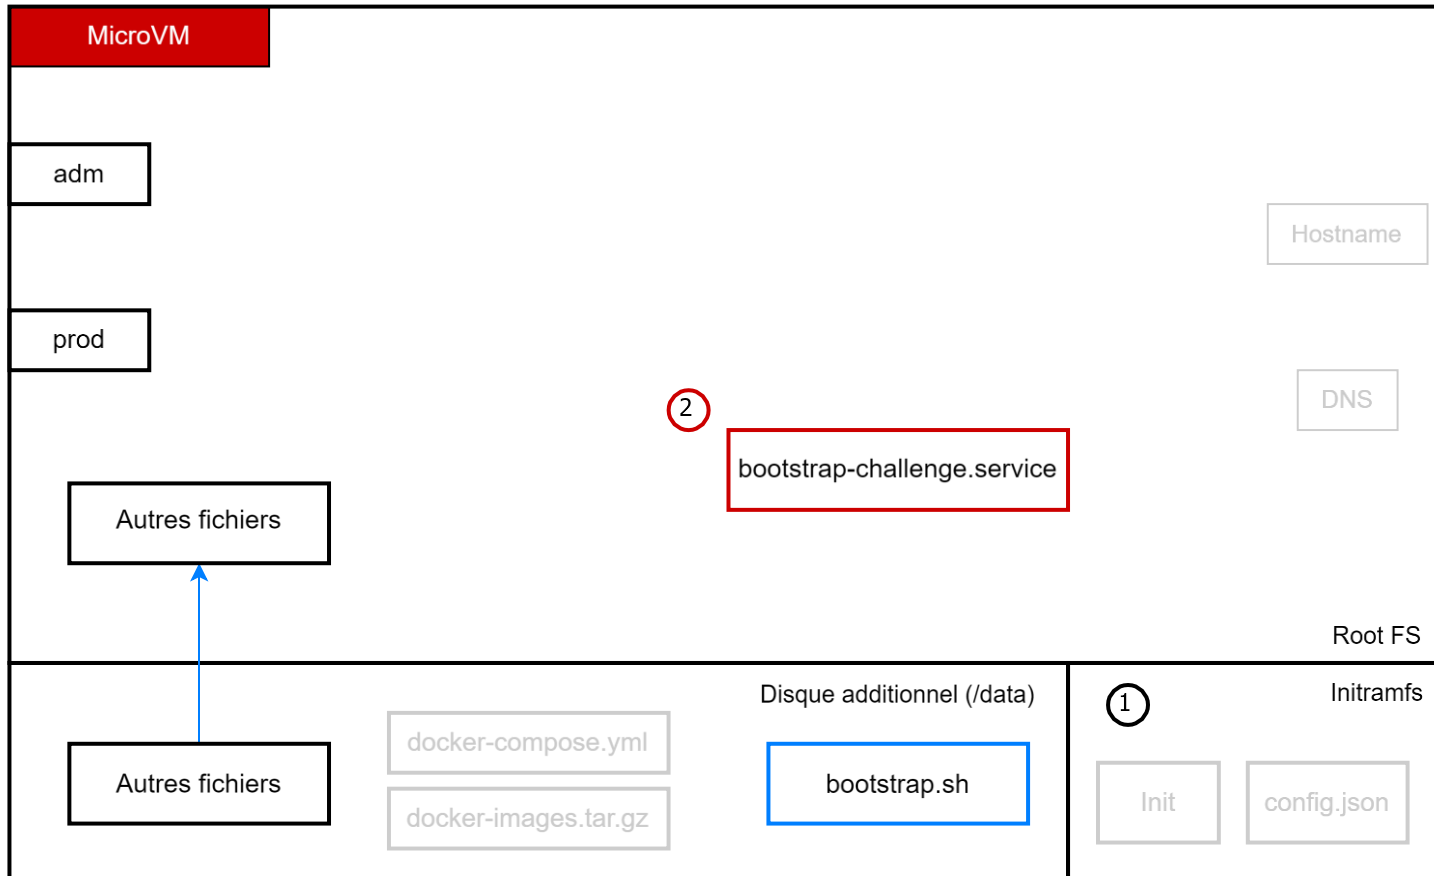 MicroVM
adm
Hostname
prod
DNS
2
bootstrap-challenge.service
Autres fichiers
Root FS
Disque additionnel (/data)
1
Initramfs
docker-compose.yml
Autres fichiers
bootstrap.sh
Init
config.json
docker-images.tar.gz